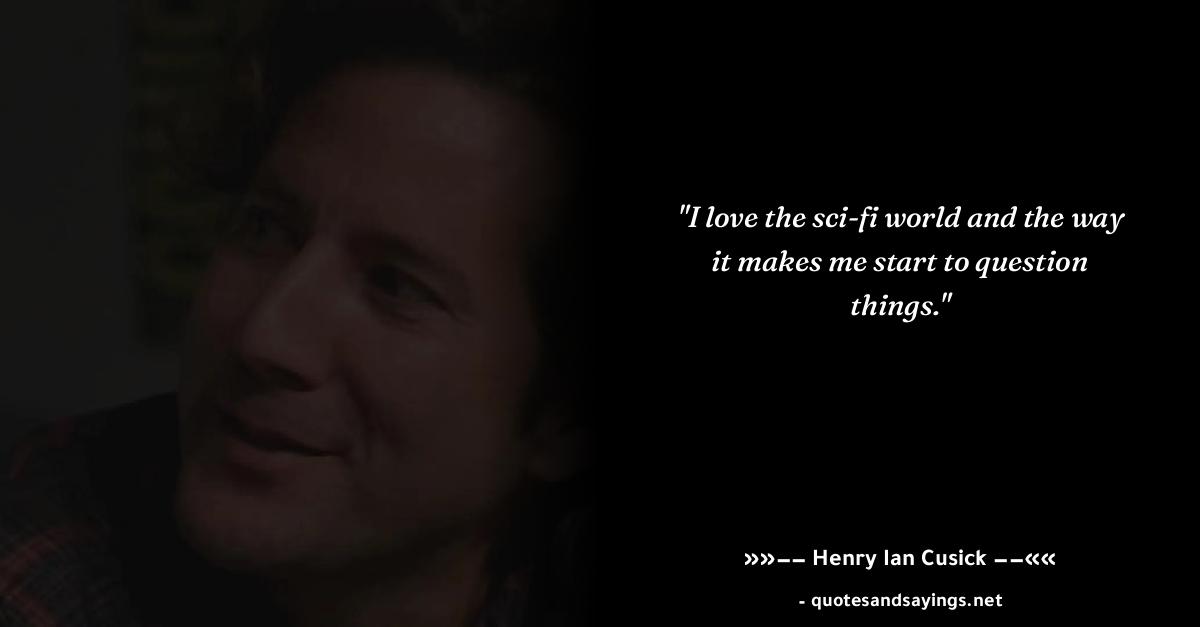 "I love the sci-fi world and the way
it makes me start to question
things."
»»–– Henry Ian Cusick ––««
- quotesandsayings.net